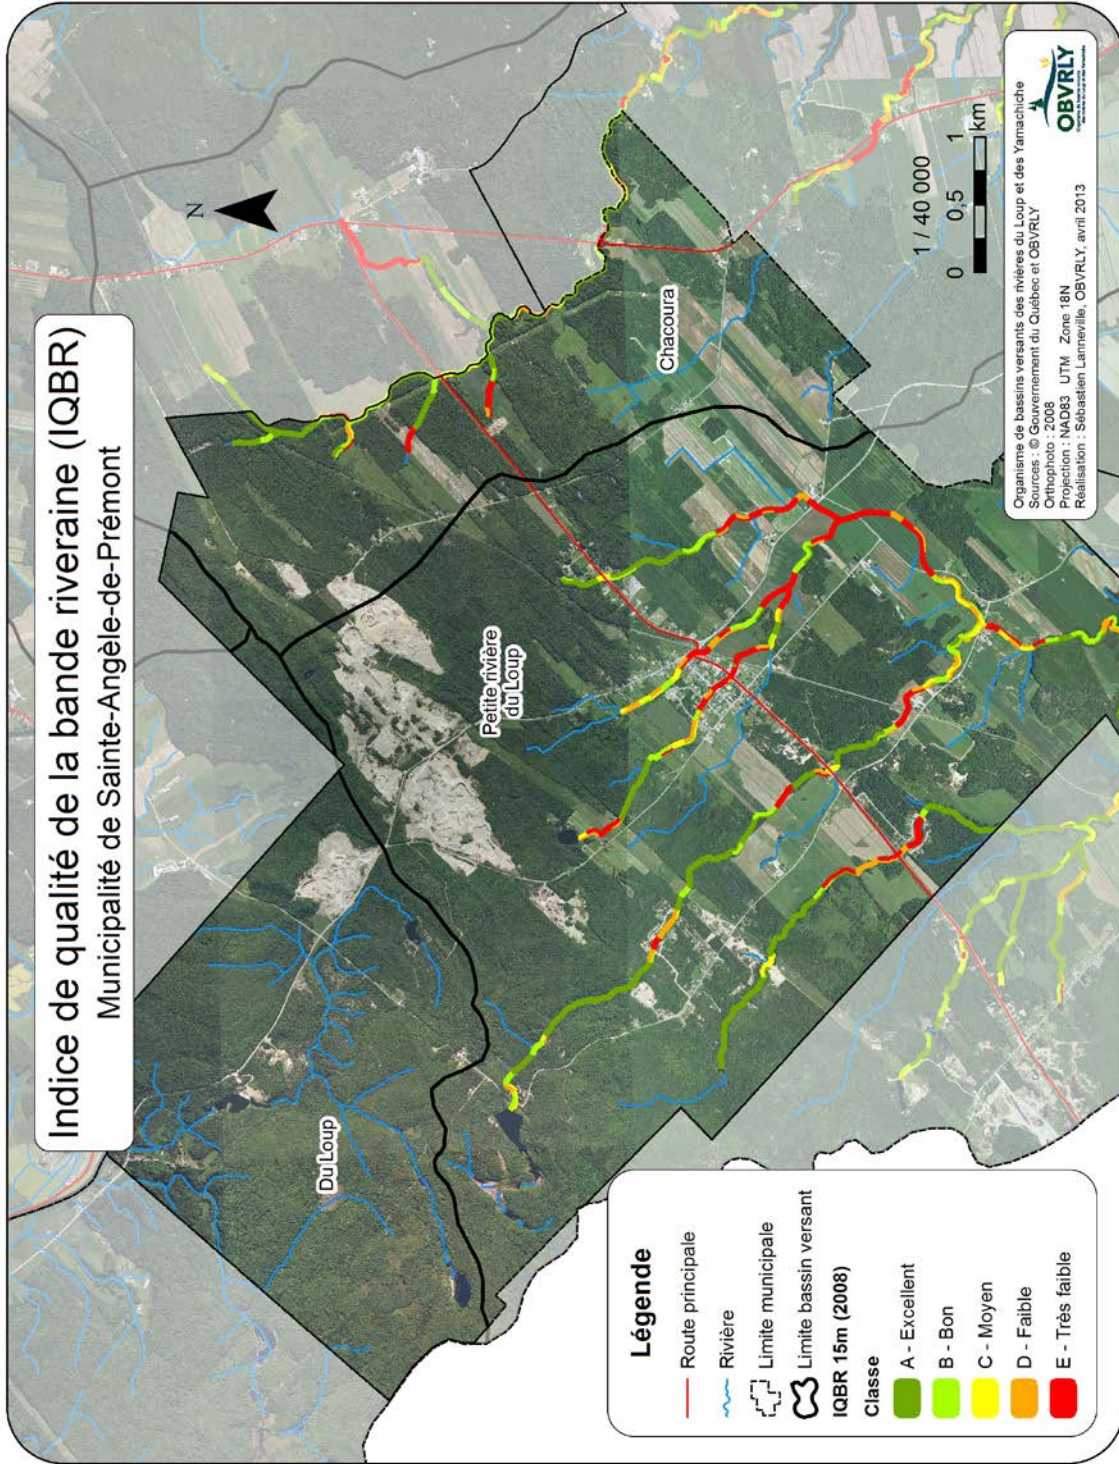 Indice de qualité de la bande riveraine (IQBR)
Municipalité de Sainte-Angèle-de-Prémont
N
Du Loup
Petite rivière
du Loup
Chacoura
Légende
Route principale
Rivière
Limite municipale
Limite bassin versant
IQBR 15m (2008)
Classe
A - Excellent
B - Bon
C - Moyen
D - Faible
E - Très faible
1 / 40 000
0 0,5 1
km
Organisme de bassins versants des rivières du Loup et des Yamachiche
Sources : © Gouvernement du Québec et OBVRLY
Orthophoto : 2008
Projection : NAD83 UTM Zone 18N
Réalisation : Sébastien Lanneville, OBVRLY, avril 2013
OBVRLY